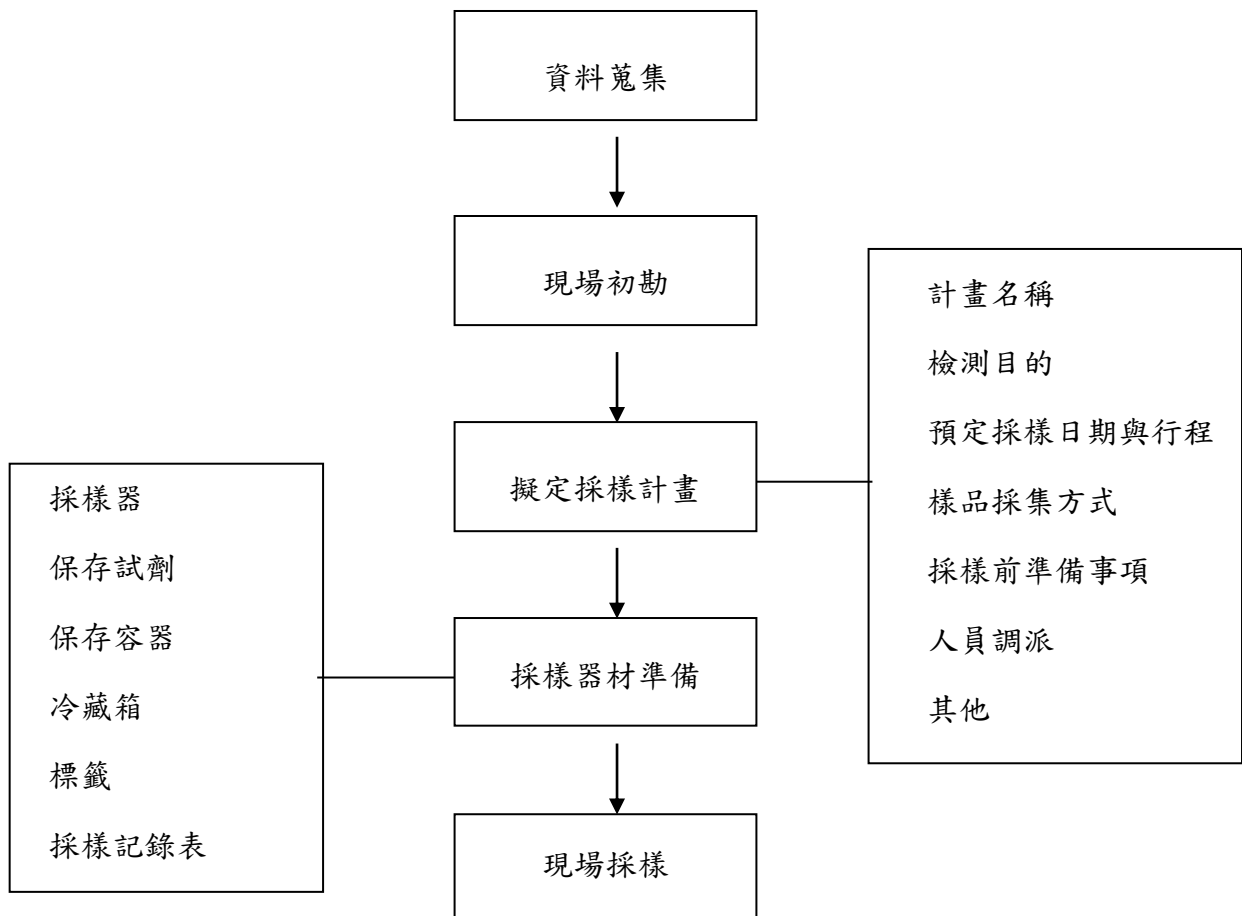 資料蒐集
現場初勘
擬定採樣計畫
計畫名稱
檢測目的
預定採樣日期與行程
樣品採集方式
採樣前準備事項
人員調派
其他
採樣器材準備
採樣器
保存試劑
保存容器
冷藏箱
標籤
採樣記錄表
現場採樣